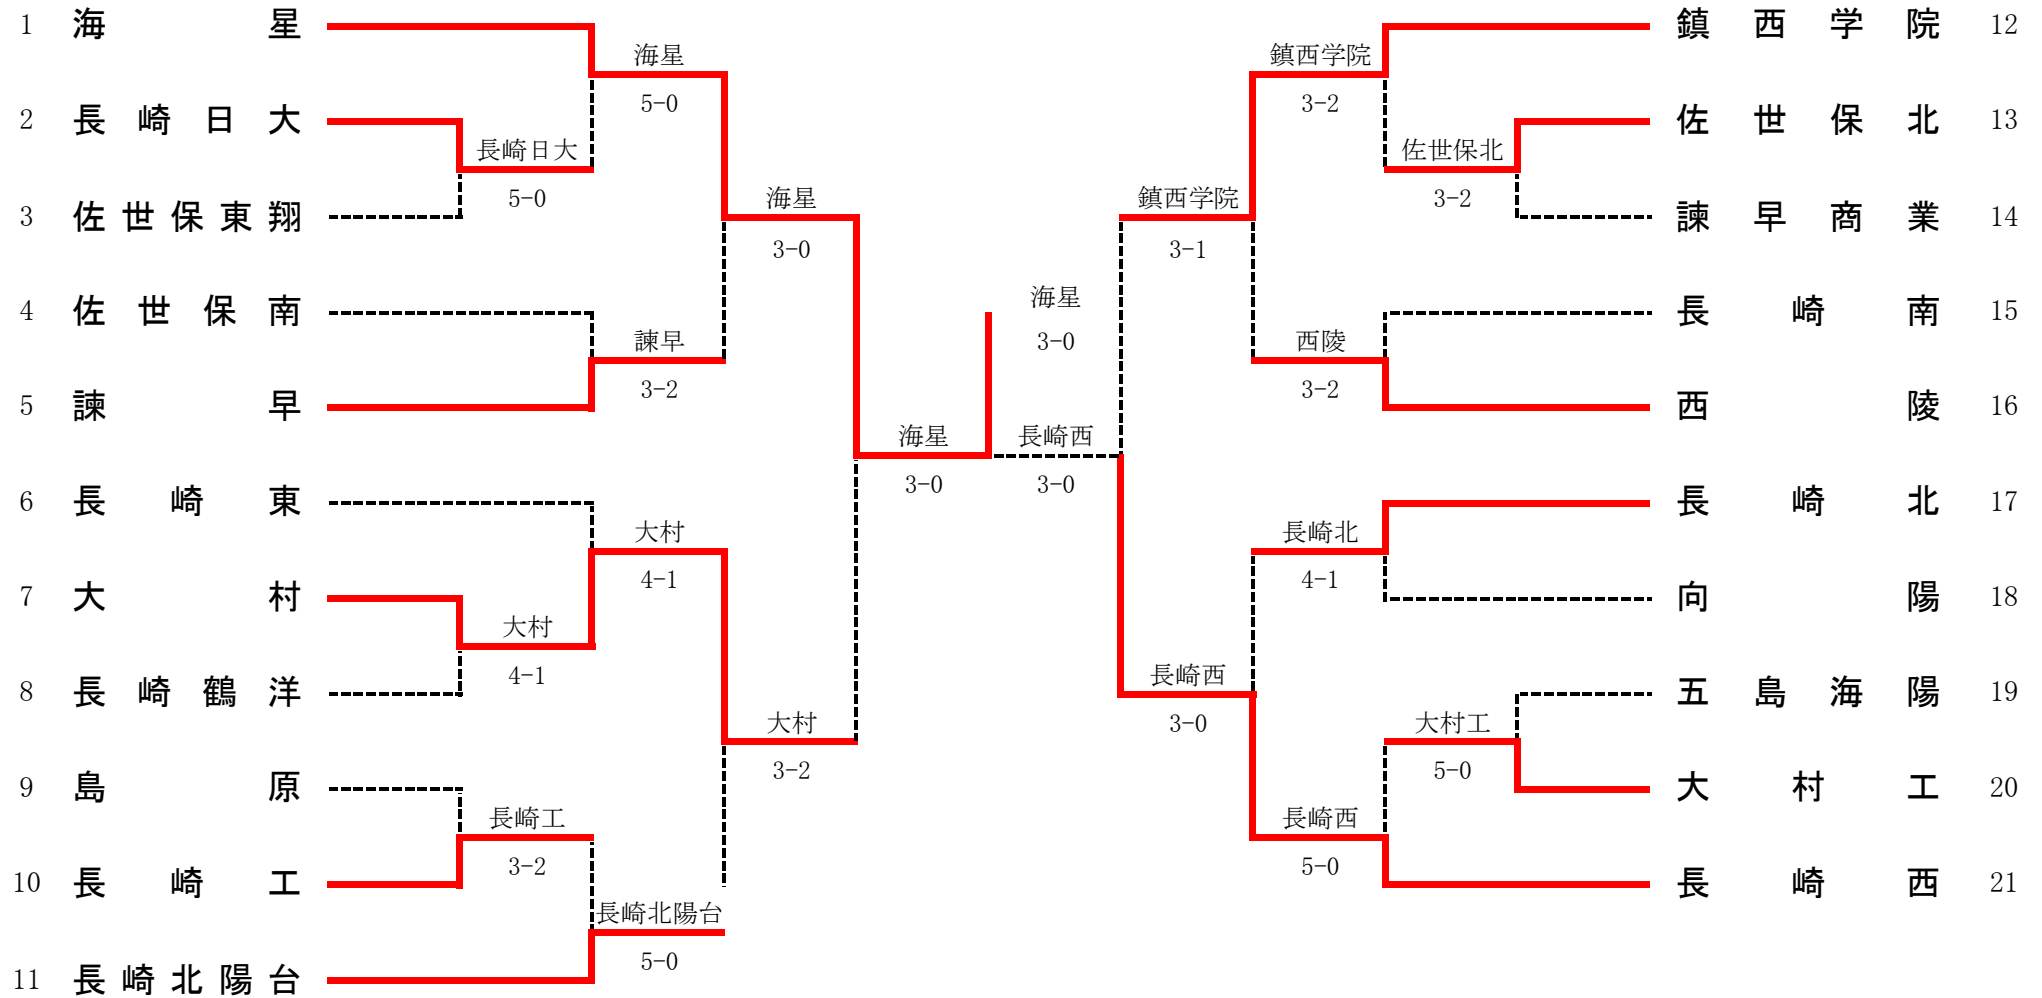 1 海星
海星
5-0
2 長崎日大
長崎日大
5-0
3 佐世保東翔
海星
3-0
4 佐世保南
諫早
3-2
5 諫早
海星
3-0
6 長崎東
大村
4-1
7 大村
大村
4-1
8 長崎鶴洋
大村
3-2
9 島原
長崎工
3-2
10 長崎工
長崎北陽台
5-0
11 長崎北陽台
海星
3-0
長崎西
3-0
鎮西学院 12
鎮西学院
3-2
佐世保北 13
佐世保北
3-2
諫早商業 14
鎮西学院
3-1
長崎南 15
西陵
3-2
西陵 16
長崎北 17
長崎北
4-1
向陽 18
長崎西
3-0
五島海陽 19
大村工
5-0
大村工 20
長崎西
5-0
長崎西 21